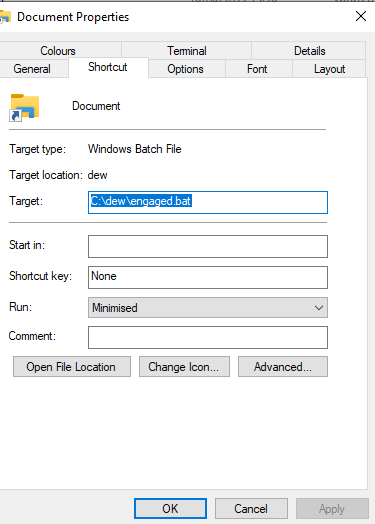 Document Properties
Colours Terminal Details
General Shortcut Options Font Layout
Document
Target type: Windows Batch File
Target location: dew
Target: C:\dew\engaged.bat
Start in:
Shortcut key: None
Run: Minimised
Comment:
Open File Location Change Icon... Advanced...
OK Cancel Apply